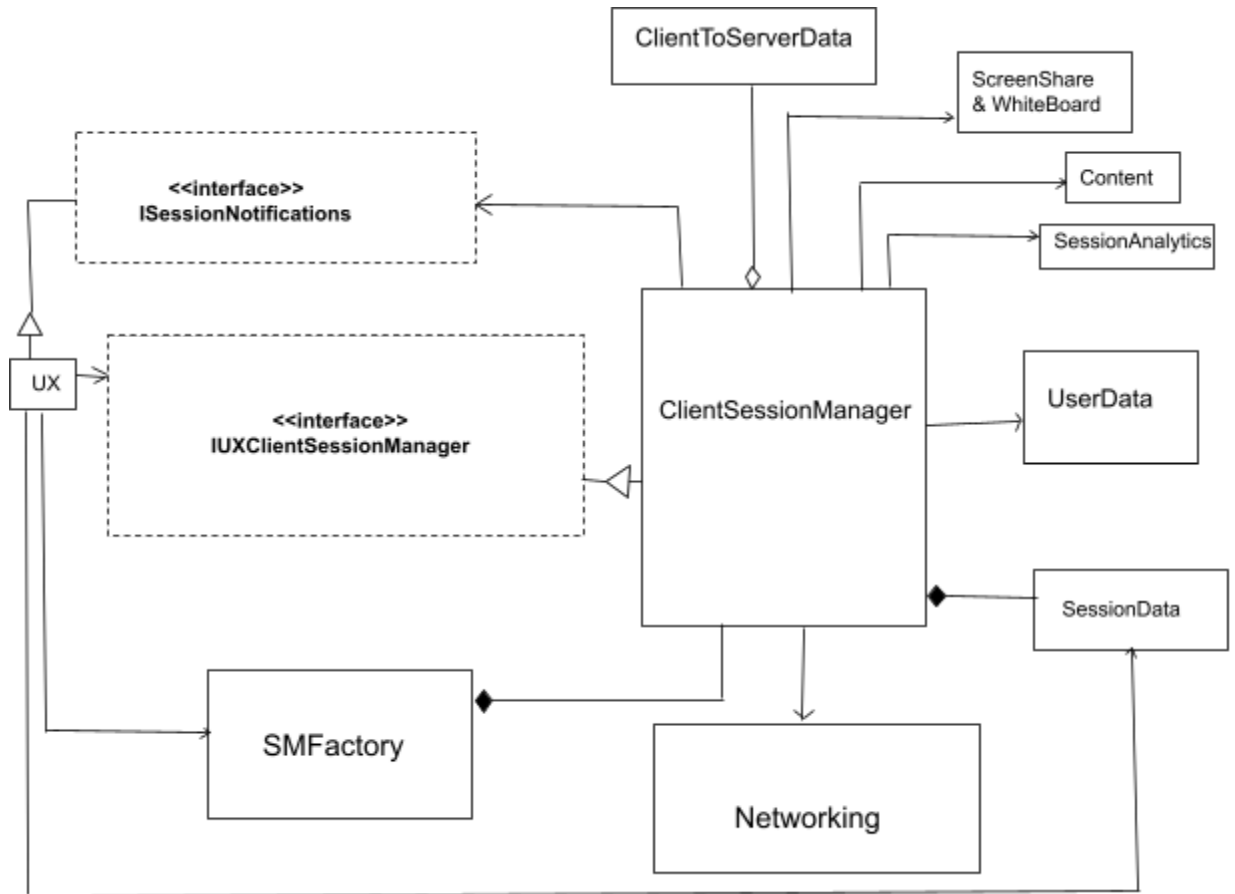 ClientToServerData
ScreenShare
& WhiteBoard
Content
SessionAnalytics
<<interface>>
ISessionNotifications
UX
<<interface>>
IUXClientSessionManager
ClientSessionManager
UserData
SessionData
SMFactory
Networking